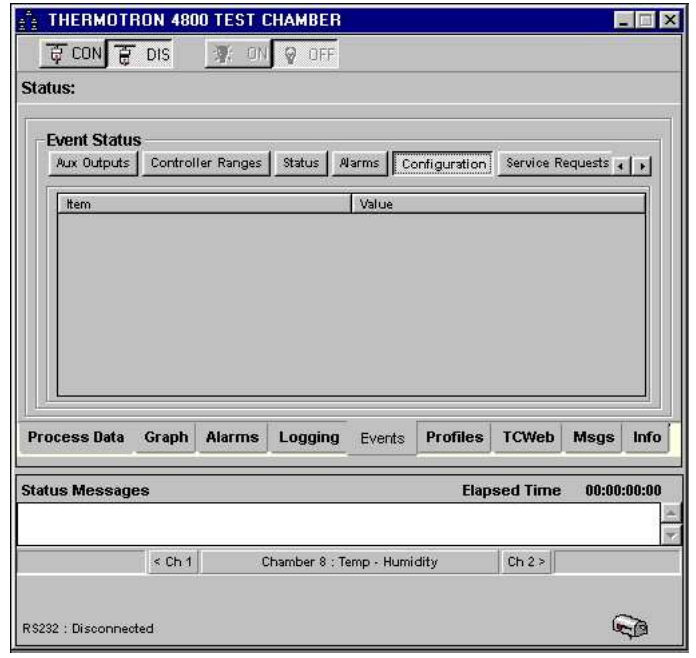 THERMOTRON 4800 TEST CHAMBER
CON DIS ON OFF
Status:
Event Status
Aux Outputs Controller Ranges Status Alarms Configuration Service Requests
Item Value
Process Data Graph Alarms Logging Events Profiles TCWeb Msgs Info
Status Messages Elapsed Time 00:00:00:00
< Ch 1 Chamber 8 : Temp - Humidity Ch 2 >
RS232 : Disconnected